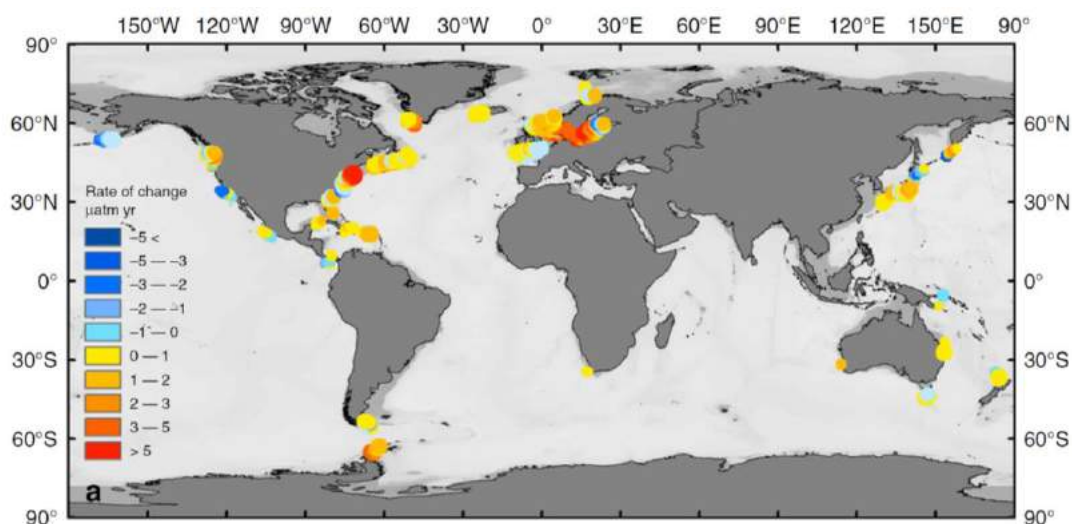 150°W 120°W 90°W 60°W 30°W 0° 30°E 60°E 90°E 120°E 150°E 90°
90° 90°
60°N 60°N
30°N 30°N
0° 0°
30°S 30°S
60°S 60°S
90° 90°
Rate of change
μatm yr
–5 <
–5 — –3
–3 — –2
–2 — –1
–1 — 0
0 — 1
1 — 2
2 — 3
3 — 5
> 5
a